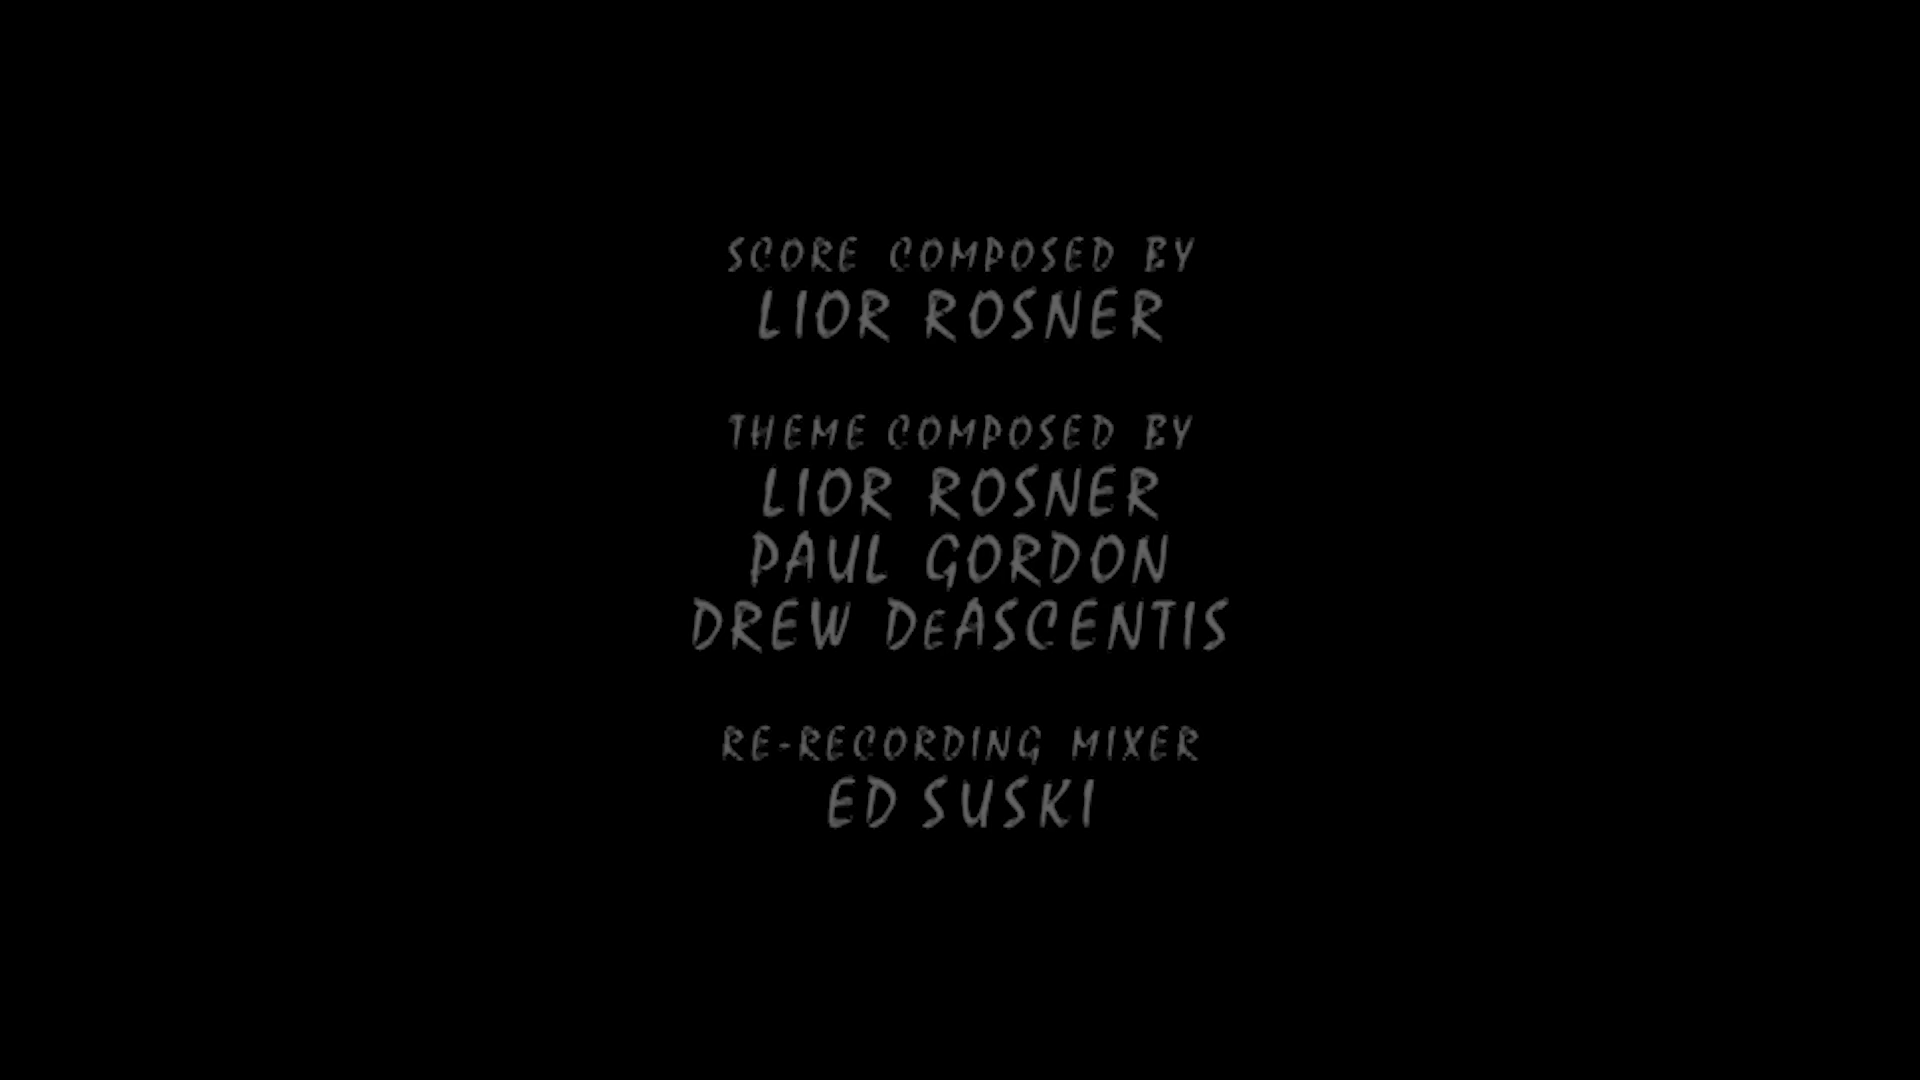 SCORE COMPOSED BY
LIOR ROSNER
THEME COMPOSED BY
LIOR ROSNER
PAUL GORDON
DREW DeASCENTIS
RE-RECORDING MIXER
ED SUSKI